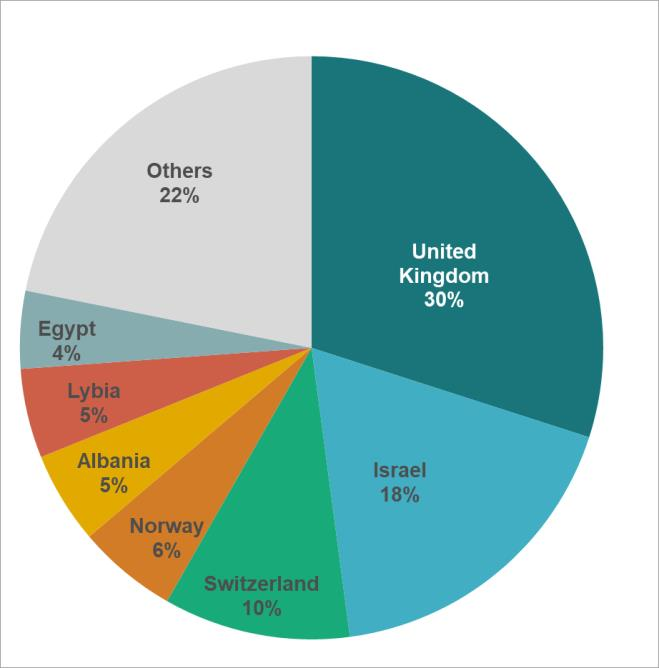 Others
22%
United
Kingdom
30%
Egypt
4%
Lybia
5%
Albania
5%
Israel
18%
Norway
6%
Switzerland
10%